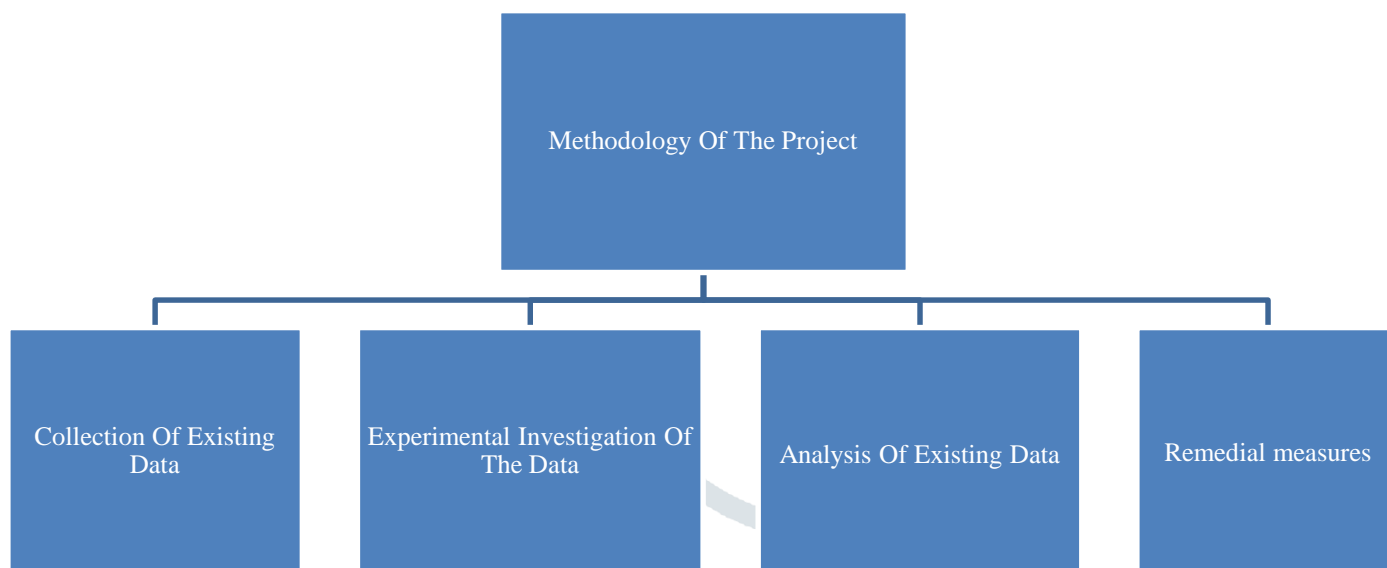 Methodology Of The Project
Collection Of Existing
Data
Experimental Investigation Of
The Data
Analysis Of Existing Data
Remedial measures